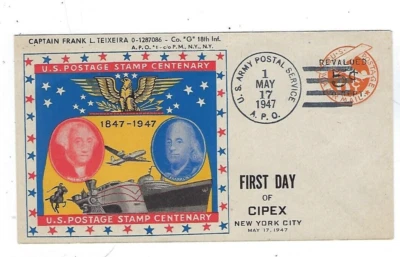 CAPTAIN FRANK L. TEIXEIRA O-1287086 - Co. "G" 18th Inf.
A.P.O. P.M., N.Y., N.Y.
U.S. POSTAGE STAMP CENTENARY
1847-1947
U.S. POSTAGE STAMP CENTENARY
U.S. ARMY POSTAL SERVICE
1
MAY
17
1947
A.P.O.
REVALUED
5¢
FIRST DAY
OF
CIPEX
NEW YORK CITY
MAY 17, 1947